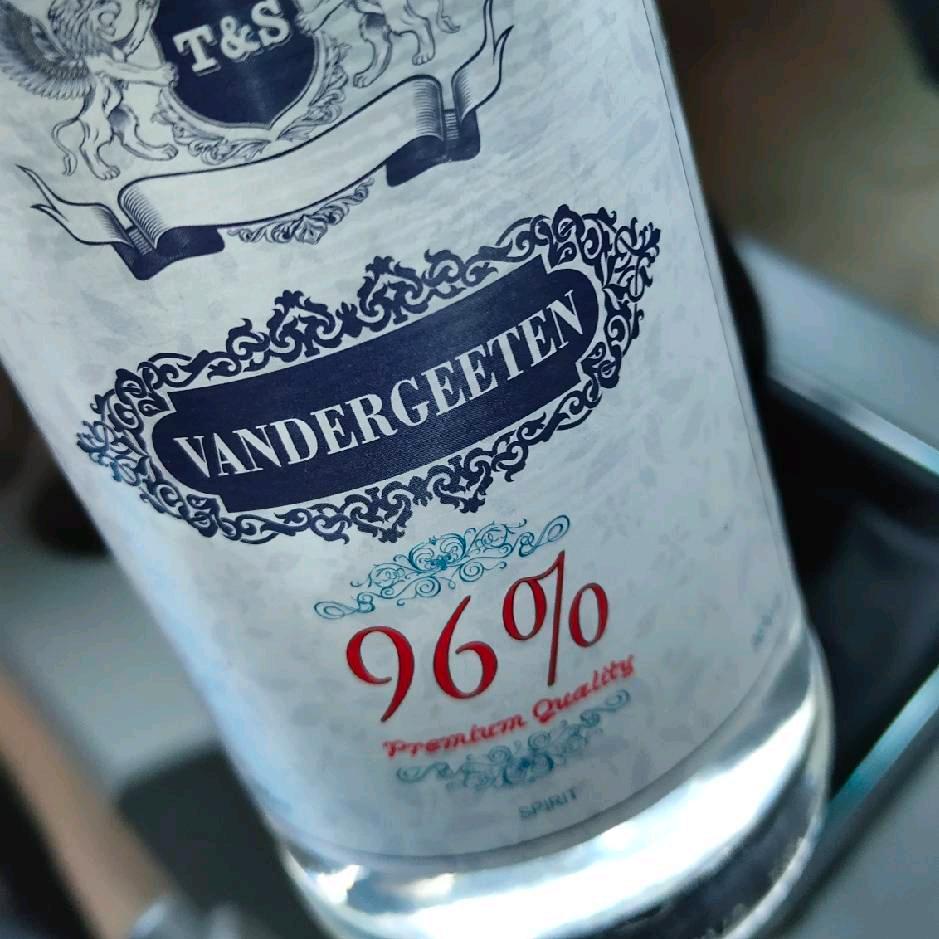 T&S
VANDERGEETEN
96%
Premium Quality
SPIRIT